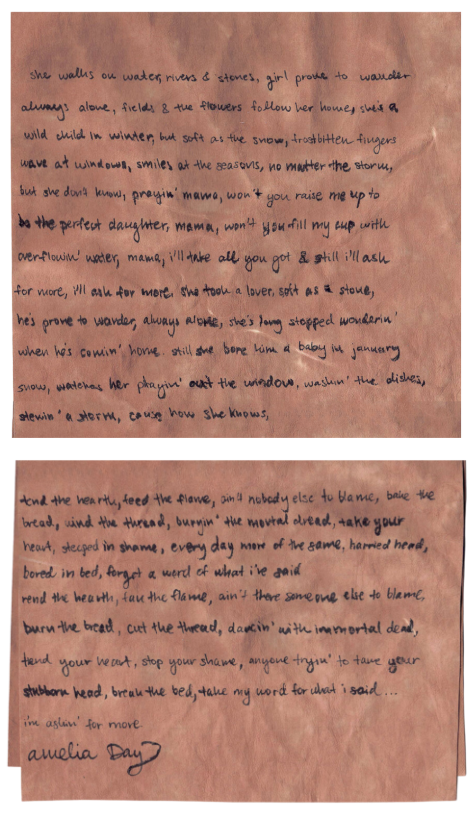 she walks on water, rivers & stones, girl prone to wander
always alone, fields & the flowers follow her home, she's a
wild child in winter, but soft as the snow, frostbitten fingers
wave at windows, smiles at the seasons, no matter the storm,
but she don't know, prayin' mama, won't you raise me up to
be the perfect daughter, mama, won't you fill my cup with
overflowin' water, mama, i'll take all you got & still i'll ask
for more, i'll ask for more. she took a lover, soft as a stone,
he's prone to wander, always alone, she's long stopped wonderin'
when he's comin' home. still she bore him a baby in january
snow, watches her playin' out the window, washin' the dishes,
stewin' a storm, cause how she knows,
tend the hearth, feed the flame, ain't nobody else to blame, bake the
bread, wind the thread, buryin' the mortal dread, take your
heart, steeped in shame, every day more of the same, harried head,
bored in bed, forget a word of what i've said
rend the hearth, fan the flame, ain't there someone else to blame,
burn the bread, cut the thread, dancin' with immortal dead,
tend your heart, stop your shame, anyone tryin' to tame your
stubborn head, break the bed, take my word for what i said...
i'm askin' for more
amelia Day